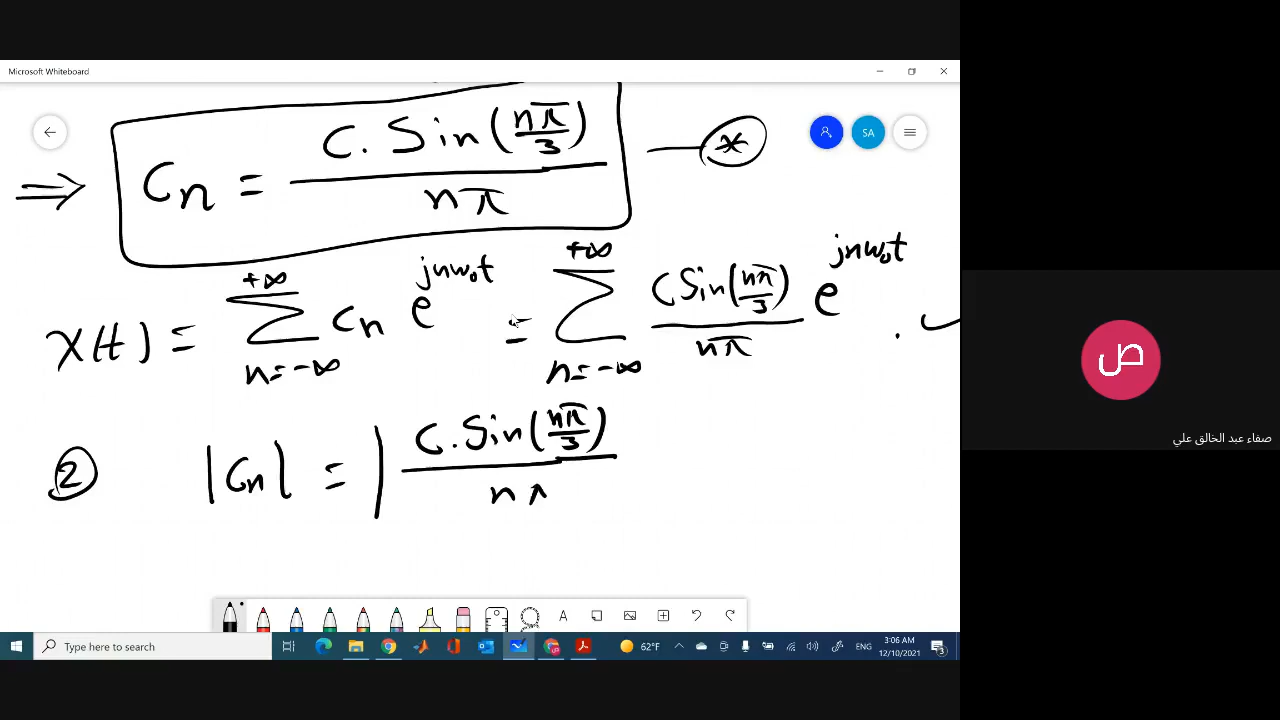 Microsoft Whiteboard
SA
⇒ Cn = C. Sin(nπ/3) / nπ —(*)
x(t) = Σ_{n=-∞}^{+∞} Cn e^{jnω₀t} = Σ_{n=-∞}^{+∞} C Sin(nπ/3) / nπ e^{jnω₀t} .
② |Cn| = | C. Sin(nπ/3) / nπ
ص
صفاء عبد الخالق علي
A
Type here to search
62°F
ENG
3:06 AM
12/10/2021
3